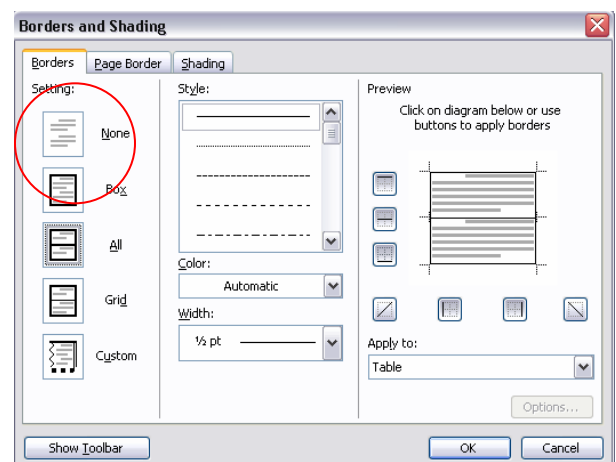 Borders and Shading
Borders Page Border Shading
Setting:
None
Box
All
Grid
Custom
Style:
Color:
Automatic
Width:
½ pt
Preview
Click on diagram below or use
buttons to apply borders
Apply to:
Table
Options...
Show Toolbar OK Cancel